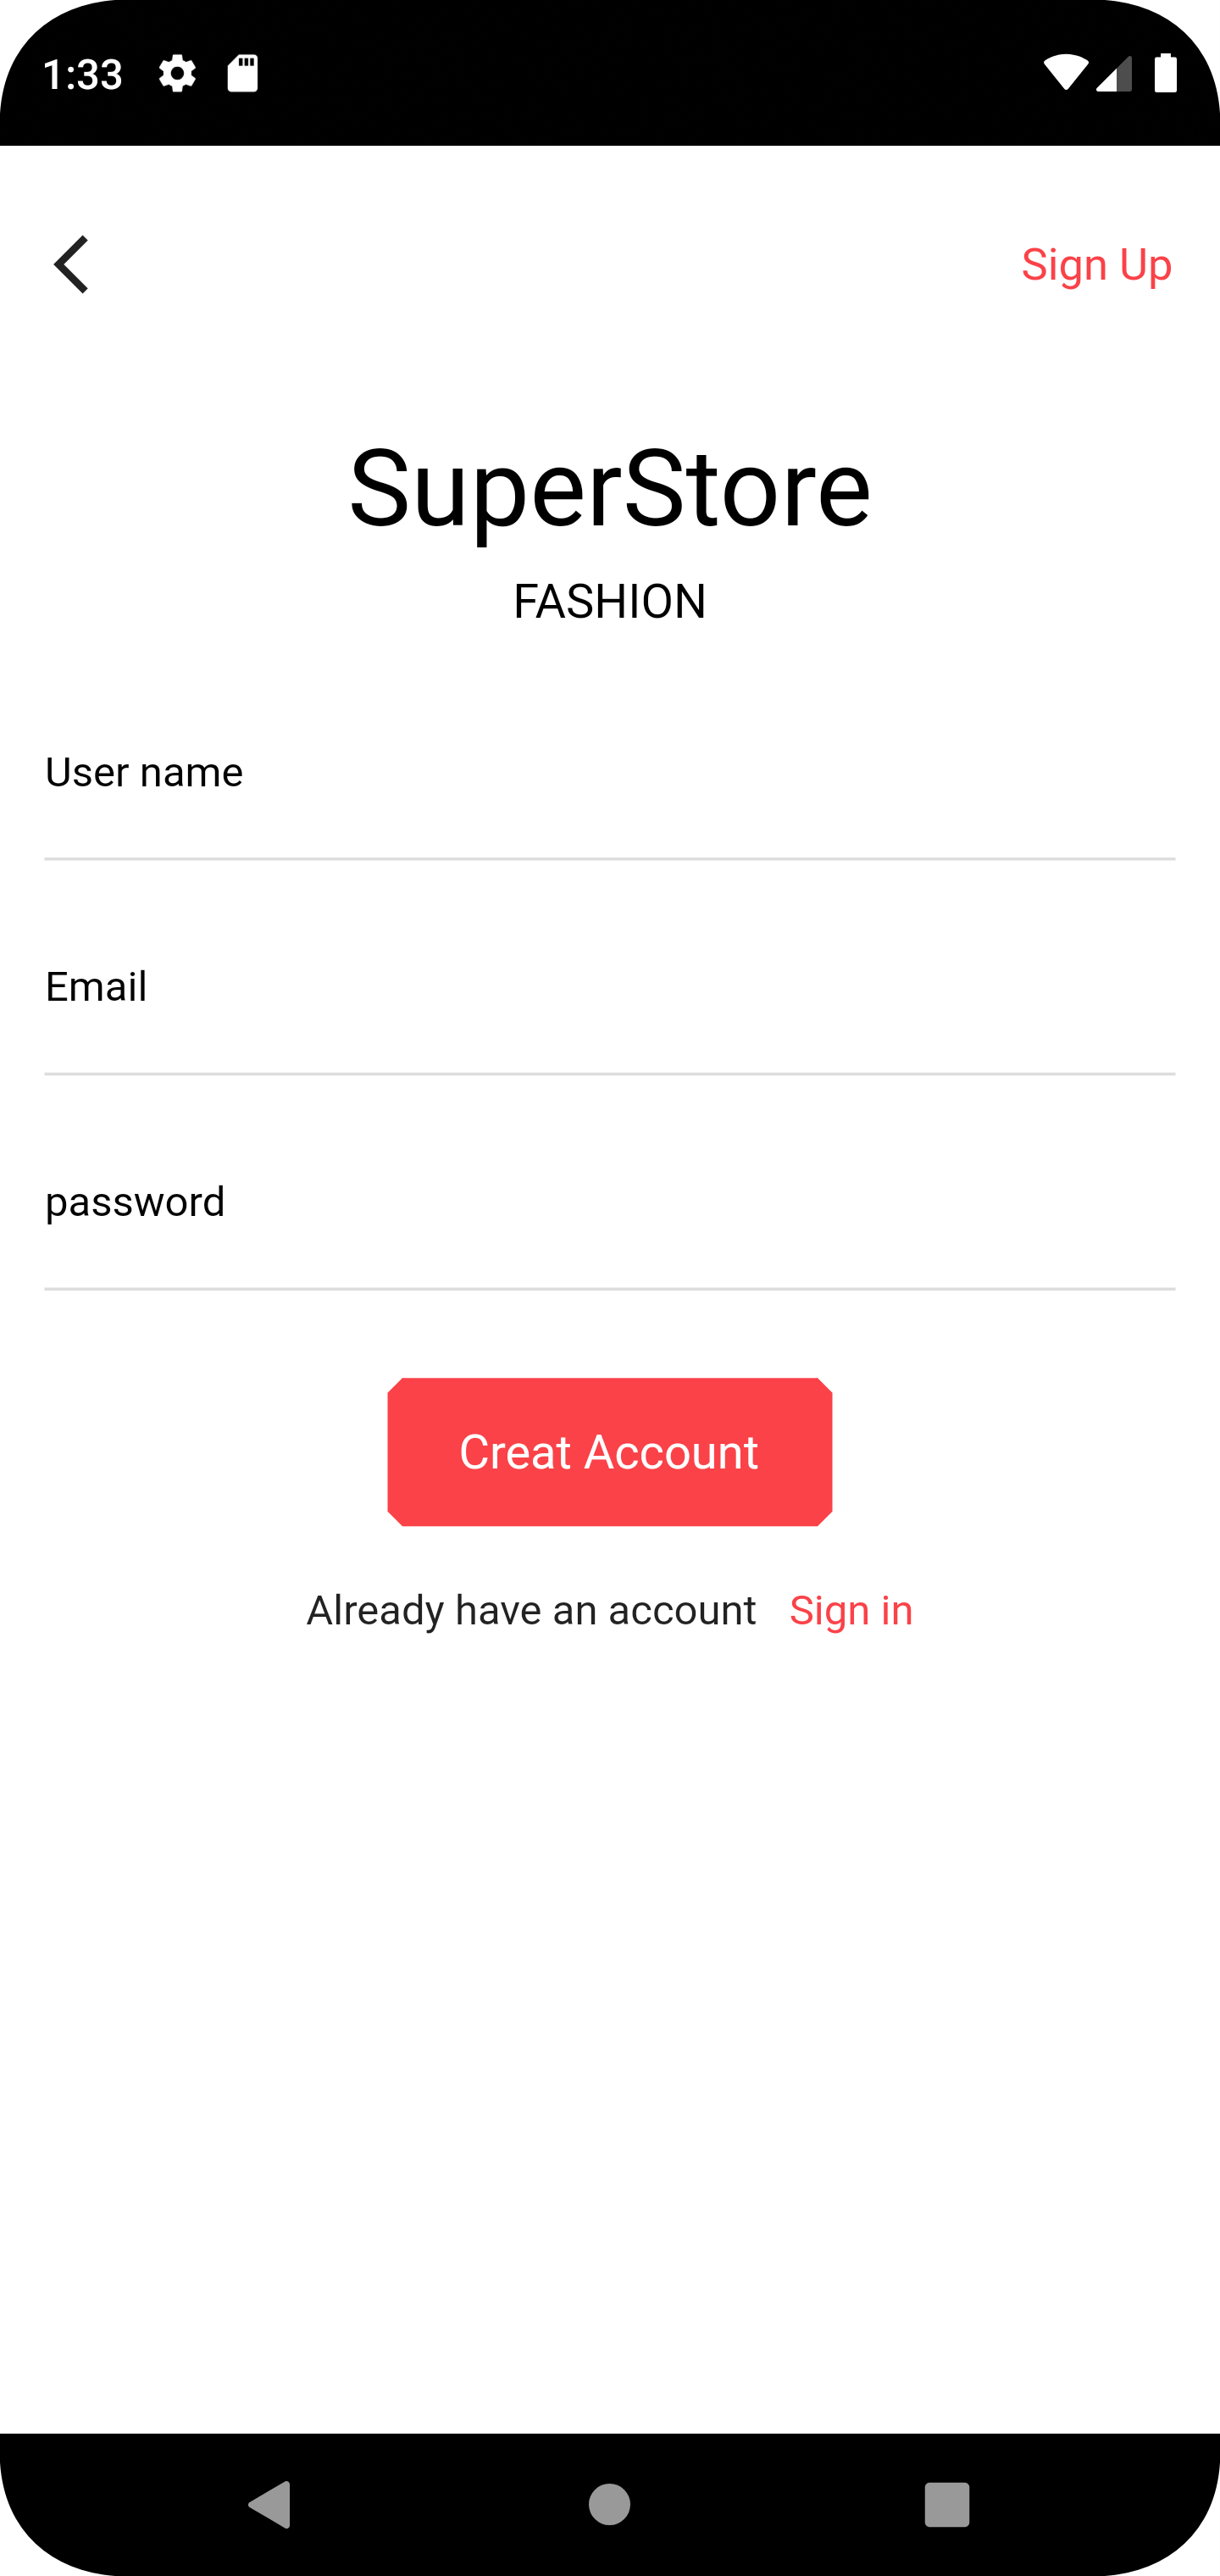 1:33
Sign Up
SuperStore
FASHION
User name
Email
password
Creat Account
Already have an account Sign in